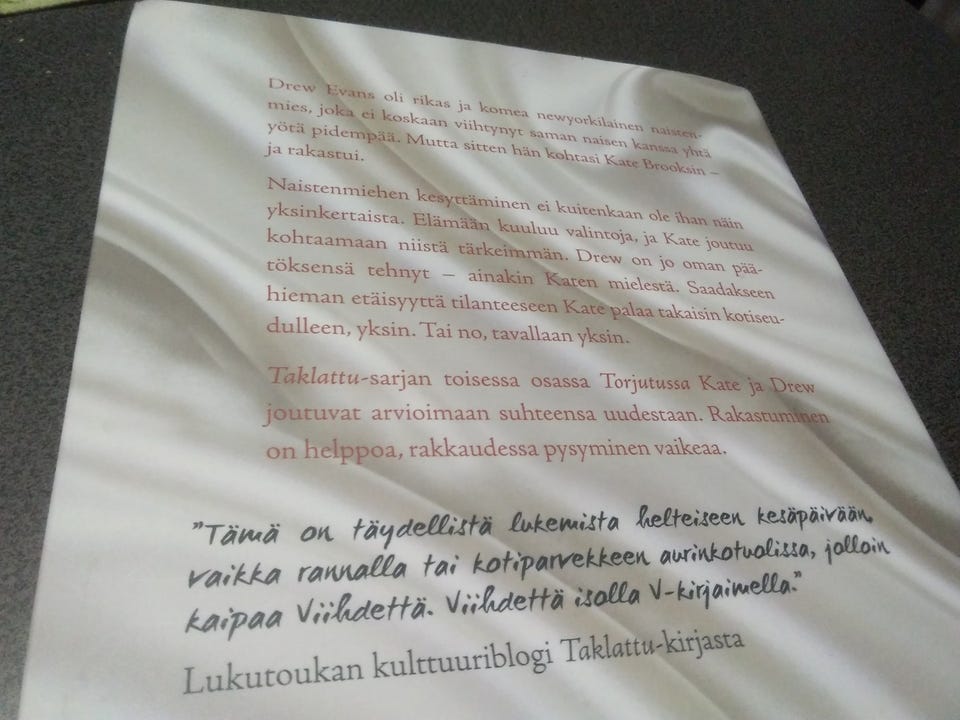 Drew Evans oli rikas ja komea newyorkilainen naisten-
mies, joka ei koskaan viihtynyt saman naisen kanssa yhtä
yötä pidempää. Mutta sitten hän kohtasi Kate Brooksin –
ja rakastui.
Naistenmiehen kesyttäminen ei kuitenkaan ole ihan näin
yksinkertaista. Elämään kuuluu valintoja, ja Kate joutuu
kohtaamaan niistä tärkeimmän. Drew on jo oman pää-
töksensä tehnyt – ainakin Katen mielestä. Saadakseen
hieman etäisyyttä tilanteeseen Kate palaa takaisin kotiseu-
dulleen, yksin. Tai no, tavallaan yksin.
Taklattu-sarjan toisessa osassa Torjutussa Kate ja Drew
joutuvat arvioimaan suhteensa uudestaan. Rakastuminen
on helppoa, rakkaudessa pysyminen vaikeaa.
"Tämä on täydellistä lukemista helteiseen kesäpäivään,
vaikka rannalla tai kotiparvekkeen aurinkotuolissa, jolloin
kaipaa Viihdettä. Viihdettä isolla V-kirjaimella."
Lukutoukan kulttuuriblogi Taklattu-kirjasta